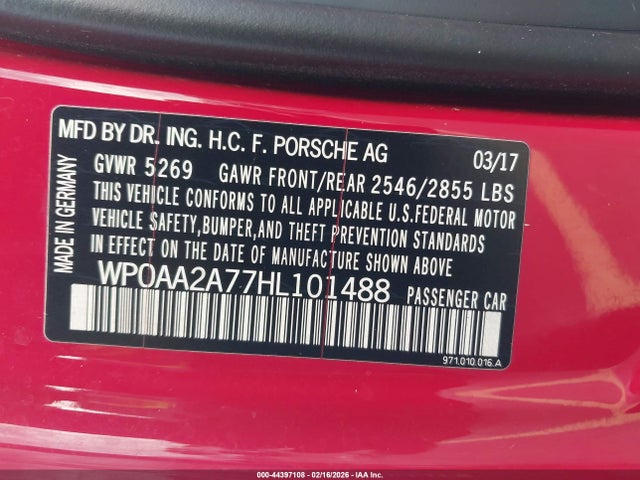 MFD BY DR. ING. H.C. F. PORSCHE AG 03/17
GVWR 5269 GAWR FRONT/REAR 2546/2855 LBS
THIS VEHICLE CONFORMS TO ALL APPLICABLE U.S.FEDERAL MOTOR
VEHICLE SAFETY,BUMPER,AND THEFT PREVENTION STANDARDS
IN EFFECT ON THE DATE OF MANUFACTURE SHOWN ABOVE.
WP0AA2A77HL101488 PASSENGER CAR
971.010.016.A
MADE IN GERMANY
000-44397108 - 02/16/2026 - IAAI.COM